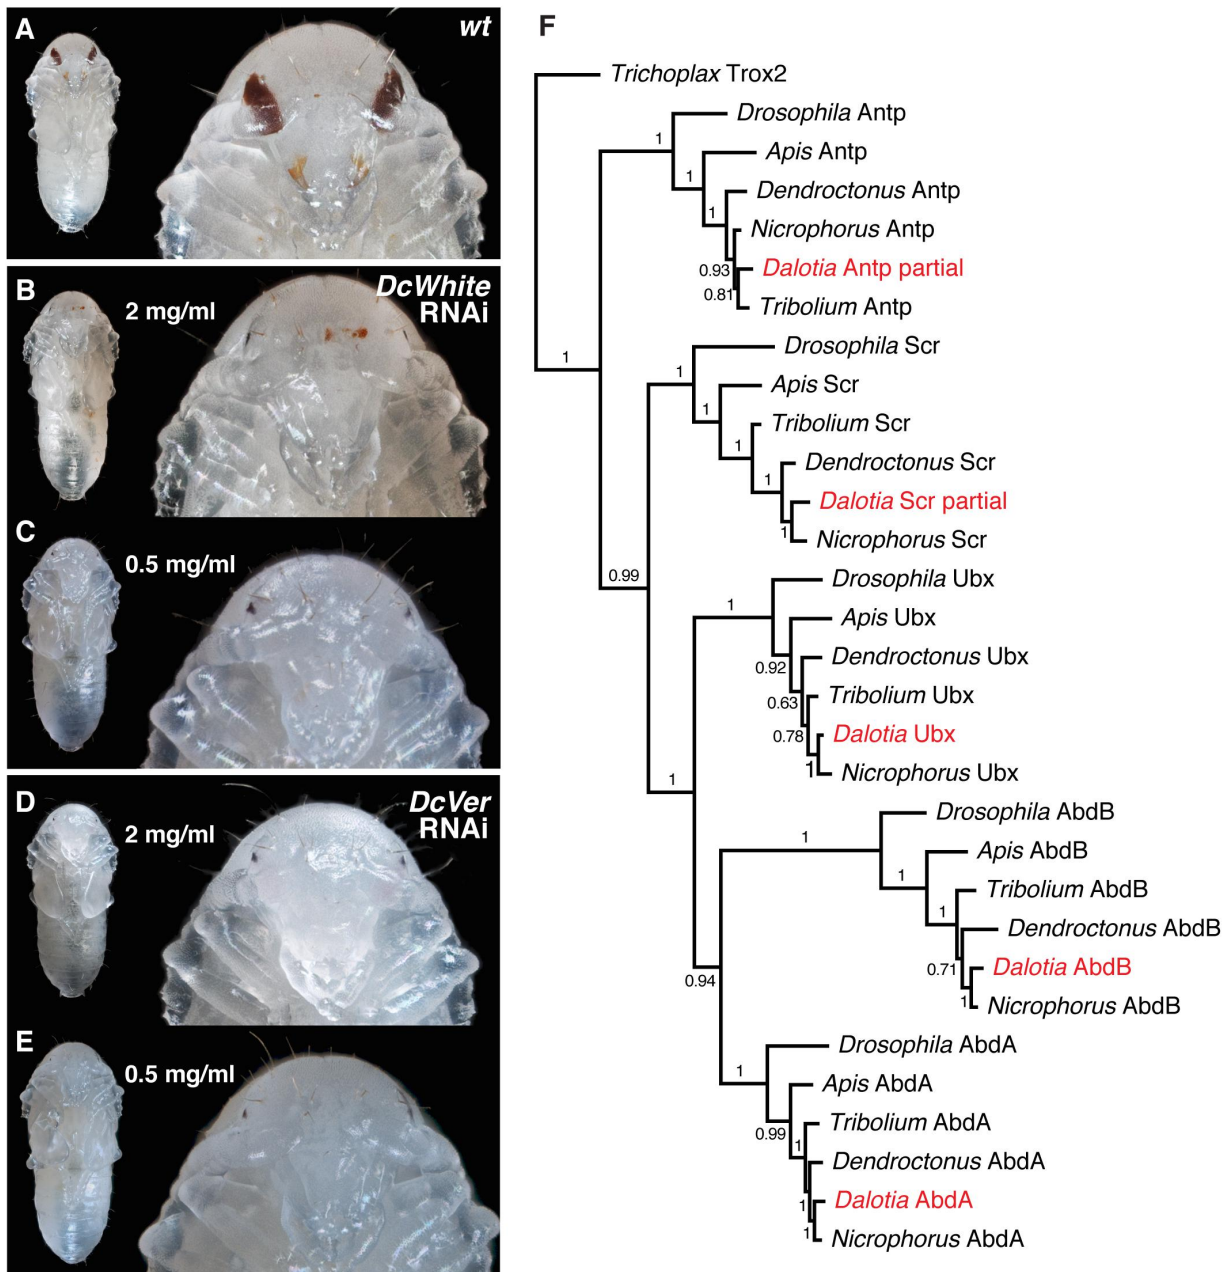 A
wt
B
DcWhite
RNAi
2 mg/ml
C
0.5 mg/ml
D
DcVer
RNAi
2 mg/ml
E
0.5 mg/ml
F
Trichoplax Trox2
Drosophila Antp
1
Apis Antp
1
Dendroctonus Antp
1
Nicrophorus Antp
0.93
Dalotia Antp partial
0.81
Tribolium Antp
Drosophila Scr
1
1
Apis Scr
1
Tribolium Scr
1
Dendroctonus Scr
1
Dalotia Scr partial
1
Nicrophorus Scr
0.99
Drosophila Ubx
1
Apis Ubx
0.92
Dendroctonus Ubx
0.63
Tribolium Ubx
0.78
Dalotia Ubx
1
Nicrophorus Ubx
1
Drosophila AbdB
1
Apis AbdB
1
Tribolium AbdB
1
Dendroctonus AbdB
0.71
Dalotia AbdB
1
Nicrophorus AbdB
0.94
Drosophila AbdA
1
Apis AbdA
0.99
Tribolium AbdA
1
Dendroctonus AbdA
1
Dalotia AbdA
1
Nicrophorus AbdA